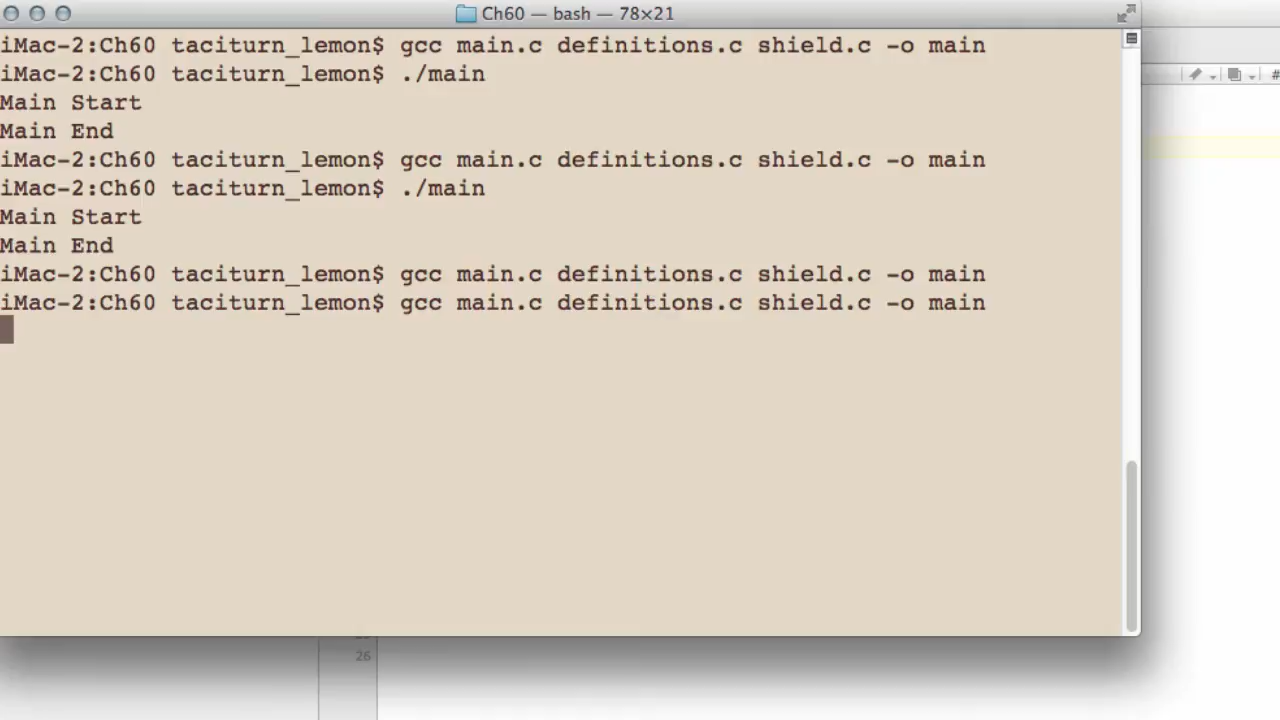 Ch60 — bash — 78×21
iMac-2:Ch60 taciturn_lemon$ gcc main.c definitions.c shield.c -o main
iMac-2:Ch60 taciturn_lemon$ ./main
Main Start
Main End
iMac-2:Ch60 taciturn_lemon$ gcc main.c definitions.c shield.c -o main
iMac-2:Ch60 taciturn_lemon$ ./main
Main Start
Main End
iMac-2:Ch60 taciturn_lemon$ gcc main.c definitions.c shield.c -o main
iMac-2:Ch60 taciturn_lemon$ gcc main.c definitions.c shield.c -o main
#
26